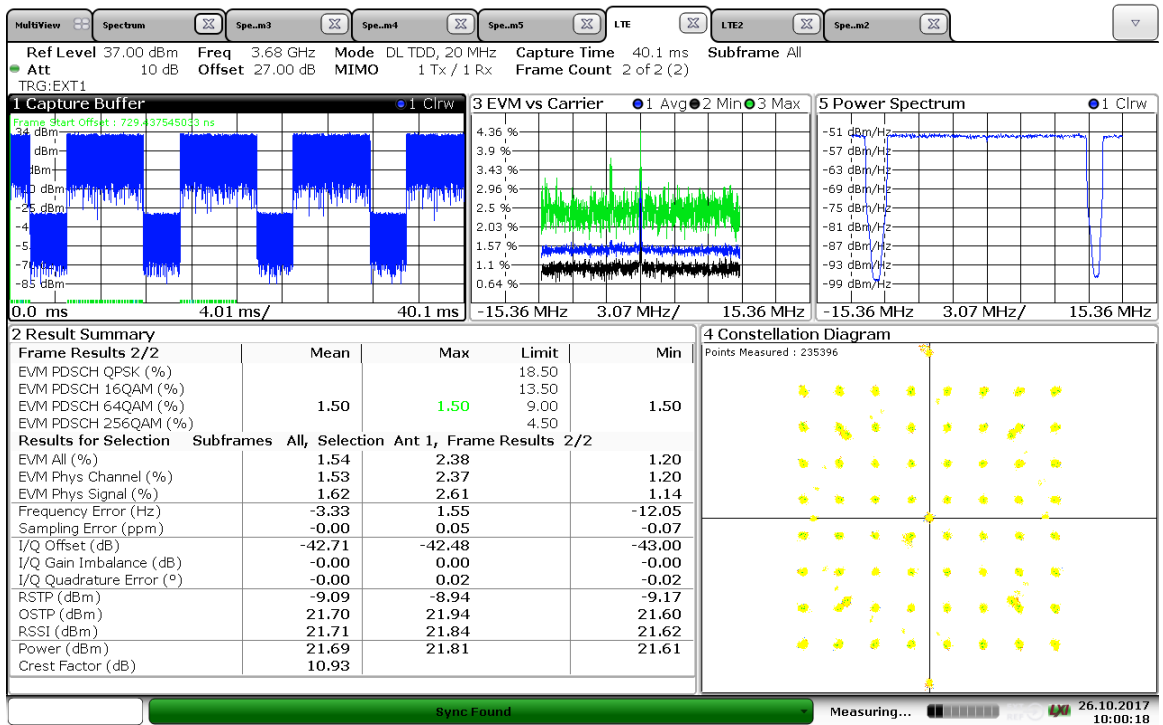 MultiView Spectrum Spe..m3 Spe..m4 Spe..m5 LTE LTE2 Spe..m2
Ref Level 37.00 dBm Freq 3.68 GHz Mode DL TDD, 20 MHz Capture Time 40.1 ms Subframe All
Att 10 dB Offset 27.00 dB MIMO 1 Tx / 1 Rx Frame Count 2 of 2 (2)
TRG:EXT1
1 Capture Buffer 1 Clrw
Frame Start Offset : 729.437545033 ns
34 dBm
dBm
dBm
dBm
-25 dBm
-85 dBm
0.0 ms 4.01 ms/ 40.1 ms
3 EVM vs Carrier 1 Avg 2 Min 3 Max
4.36 %
3.9 %
3.43 %
2.96 %
2.5 %
2.03 %
1.57 %
1.1 %
0.64 %
-15.36 MHz 3.07 MHz/ 15.36 MHz
5 Power Spectrum 1 Clrw
-51 dBm/Hz
-57 dBm/Hz
-63 dBm/Hz
-69 dBm/Hz
-75 dBm/Hz
-81 dBm/Hz
-87 dBm/Hz
-93 dBm/Hz
-99 dBm/Hz
-15.36 MHz 3.07 MHz/ 15.36 MHz
2 Result Summary
Frame Results 2/2 Mean Max Limit Min
EVM PDSCH QPSK (%) 18.50
EVM PDSCH 16QAM (%) 13.50
EVM PDSCH 64QAM (%) 1.50 1.50 9.00 1.50
EVM PDSCH 256QAM (%) 4.50
Results for Selection Subframes All, Selection Ant 1, Frame Results 2/2
EVM All (%) 1.54 2.38 1.20
EVM Phys Channel (%) 1.53 2.37 1.20
EVM Phys Signal (%) 1.62 2.61 1.14
Frequency Error (Hz) -3.33 1.55 -12.05
Sampling Error (ppm) -0.00 0.05 -0.07
I/Q Offset (dB) -42.71 -42.48 -43.00
I/Q Gain Imbalance (dB) -0.00 0.00 -0.00
I/Q Quadrature Error (°) -0.00 0.02 -0.02
RSTP (dBm) -9.09 -8.94 -9.17
OSTP (dBm) 21.70 21.94 21.60
RSSI (dBm) 21.71 21.84 21.62
Power (dBm) 21.69 21.81 21.61
Crest Factor (dB) 10.93
4 Constellation Diagram
Points Measured : 235396
Sync Found
Measuring...
REF
LXI
26.10.2017
10:00:18